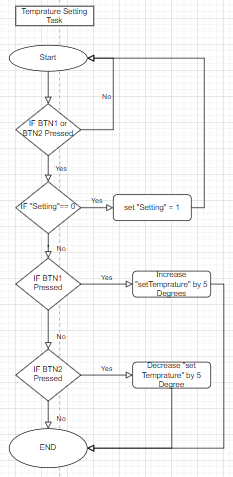 Temprature Setting
Task
Start
IF BTN1 or
BTN2 Pressed
No
Yes
IF "Setting"== 0
Yes
set "Setting" = 1
No
IF BTN1
Pressed
Yes
Increase
"setTemprature" by 5
Degrees
No
IF BTN2
Pressed
Yes
Decrease "set
Temprature" by 5
Degree
No
END